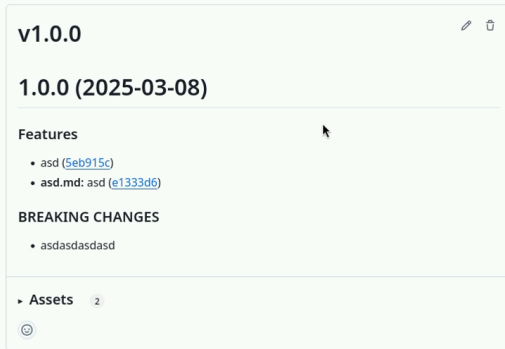 v1.0.0
1.0.0 (2025-03-08)
Features
• asd (5eb915c)
• asd.md: asd (e1333d6)
BREAKING CHANGES
• asdasdasdasd
Assets 2